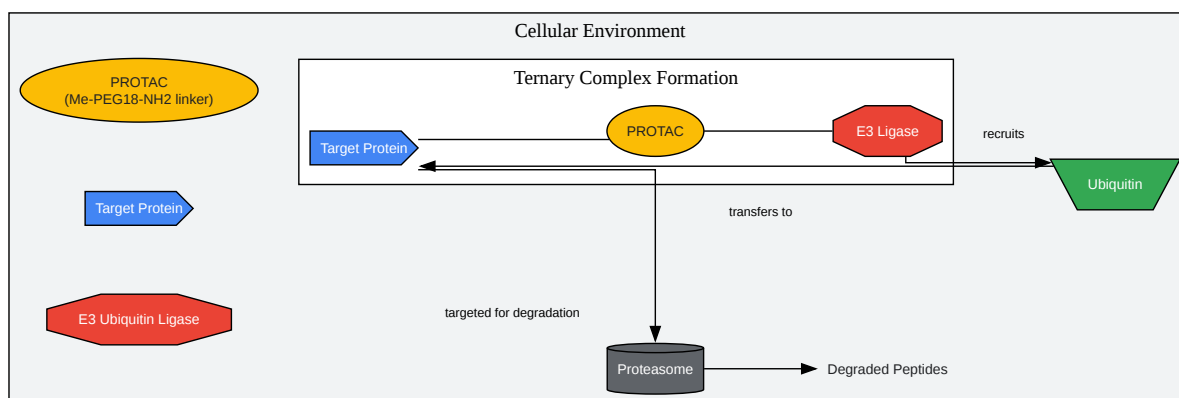 Cellular Environment
PROTAC
(Me-PEG18-NH2 linker)
Target Protein
E3 Ubiquitin Ligase
Ternary Complex Formation
Target Protein
PROTAC
E3 Ligase
recruits
Ubiquitin
transfers to
targeted for degradation
Proteasome
Degraded Peptides